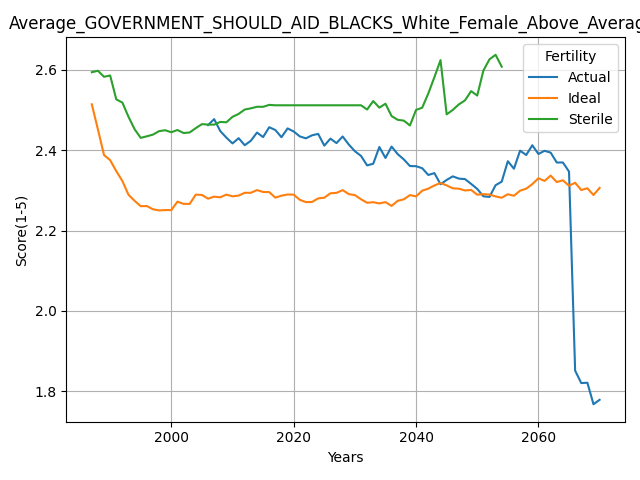 Average_GOVERNMENT_SHOULD_AID_BLACKS_White_Female_Above_Averag
Fertility
Actual
Ideal
Sterile
Score(1-5)
2.6
2.4
2.2
2.0
1.8
2000
2020
2040
2060
Years